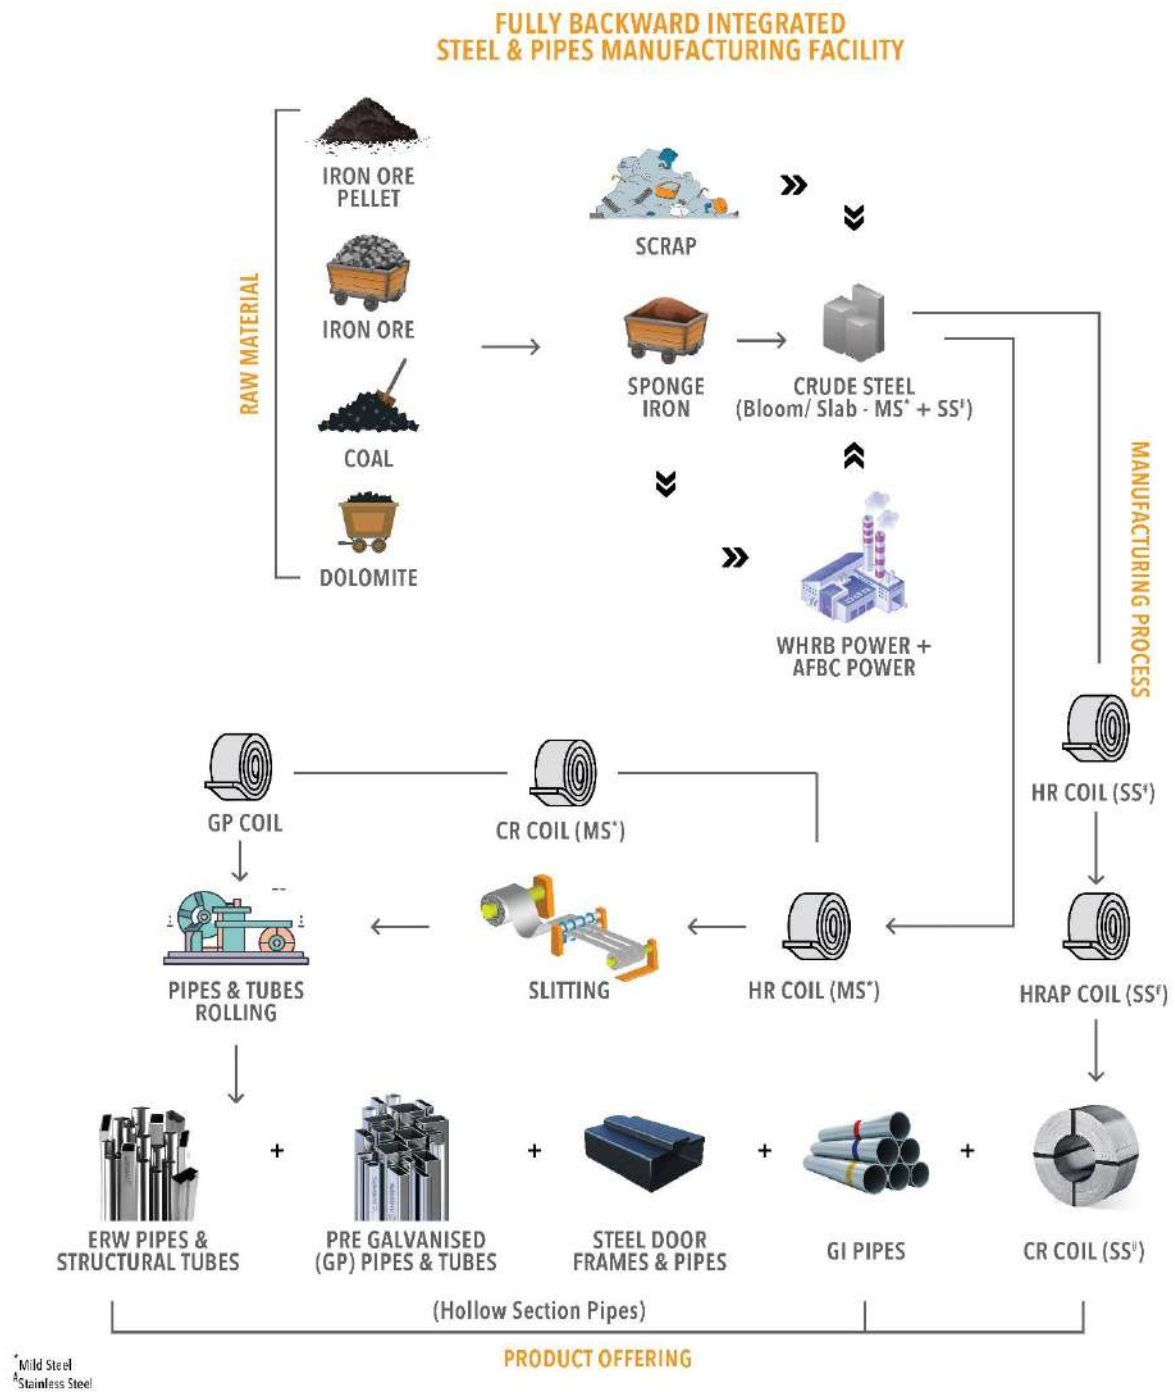 FULLY BACKWARD INTEGRATED
STEEL & PIPES MANUFACTURING FACILITY
RAW MATERIAL
IRON ORE
PELLET
IRON ORE
COAL
DOLOMITE
SCRAP
SPONGE
IRON
CRUDE STEEL
(Bloom/ Slab - MS* + SS#)
WHRB POWER +
AFBC POWER
MANUFACTURING PROCESS
HR COIL (SS#)
GP COIL
CR COIL (MS*)
PIPES & TUBES
ROLLING
SLITTING
HR COIL (MS*)
HRAP COIL (SS#)
+ + + +
ERW PIPES &
STRUCTURAL TUBES
PRE GALVANISED
(GP) PIPES & TUBES
STEEL DOOR
FRAMES & PIPES
GI PIPES
CR COIL (SS#)
(Hollow Section Pipes)
PRODUCT OFFERING
*Mild Steel
#Stainless Steel